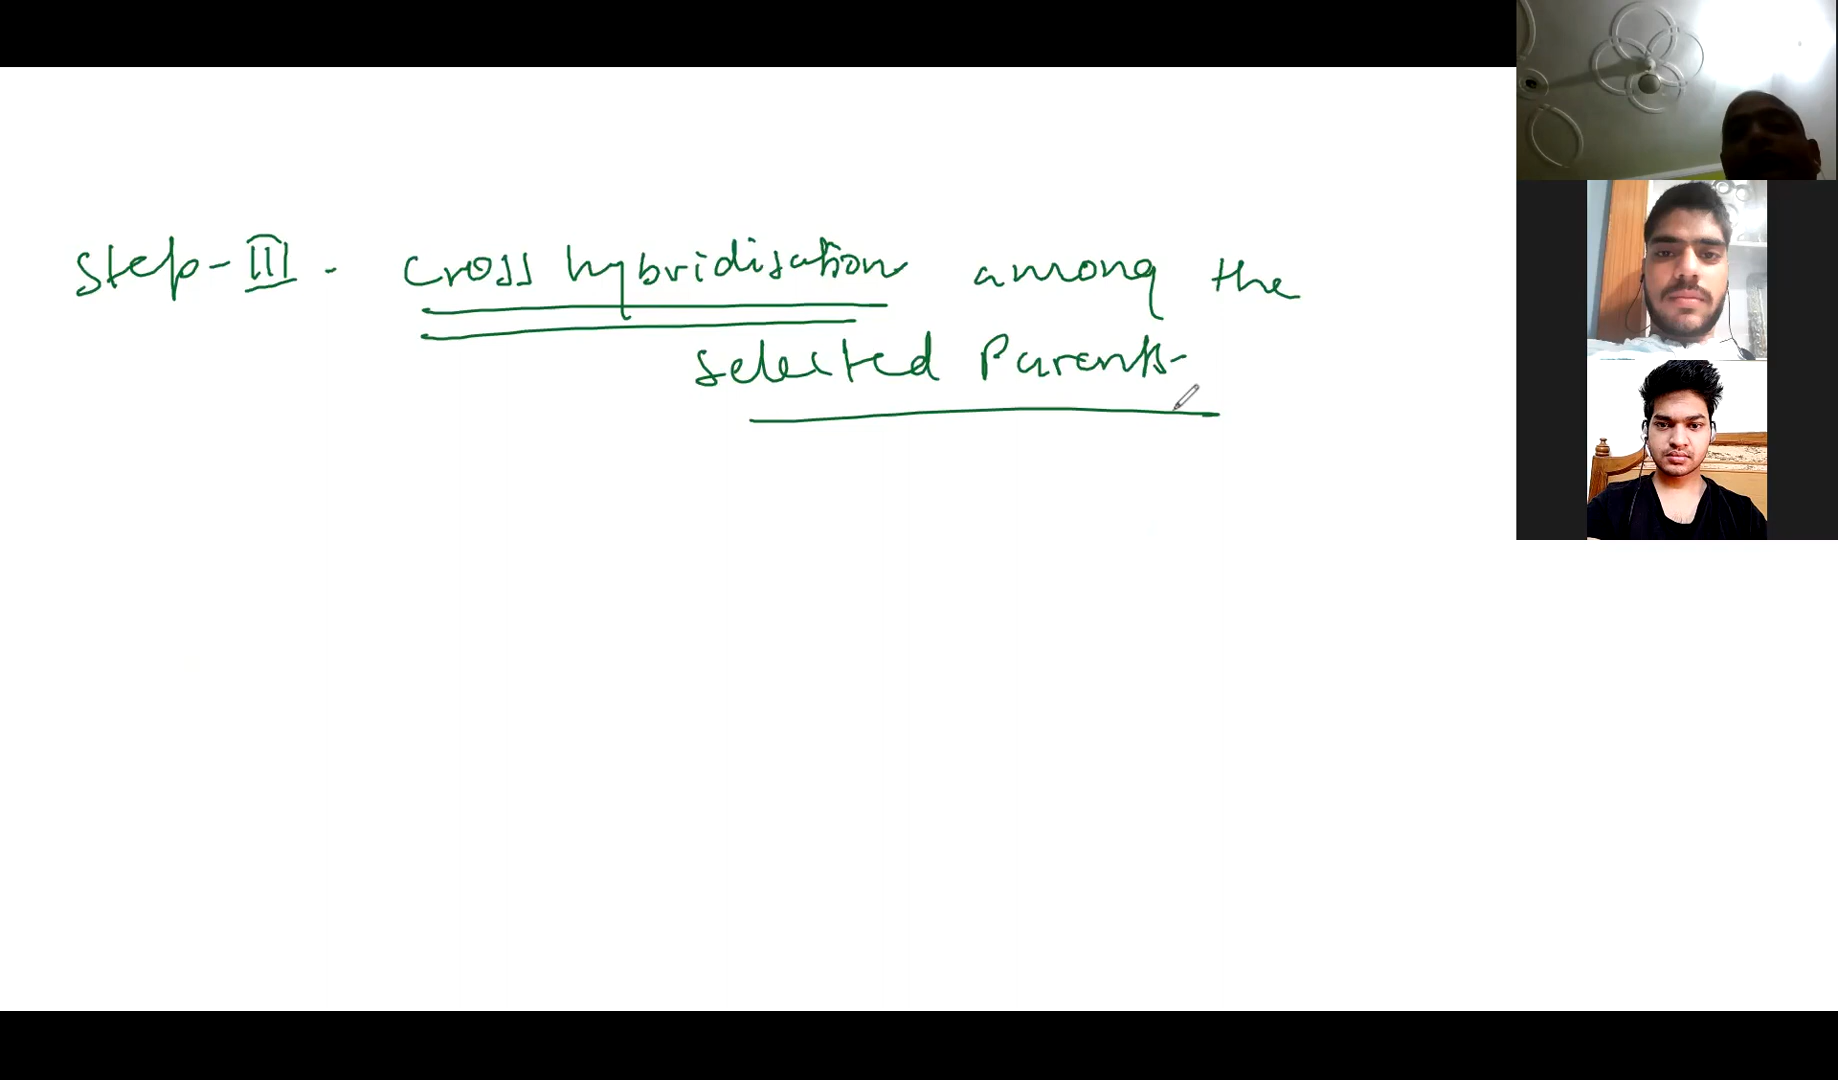 Step-III. Cross hybridisation among the
Selected Parents-